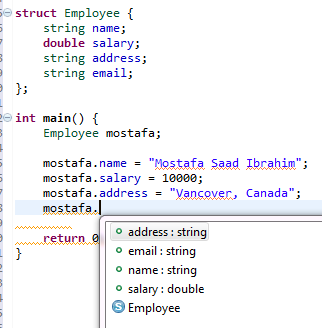 struct Employee {
string name;
double salary;
string address;
string email;
};
int main() {
Employee mostafa;
mostafa.name = "Mostafa Saad Ibrahim";
mostafa.salary = 10000;
mostafa.address = "Vancover, Canada";
mostafa.
address : string
email : string
return 0
name : string
}
salary : double
S Employee